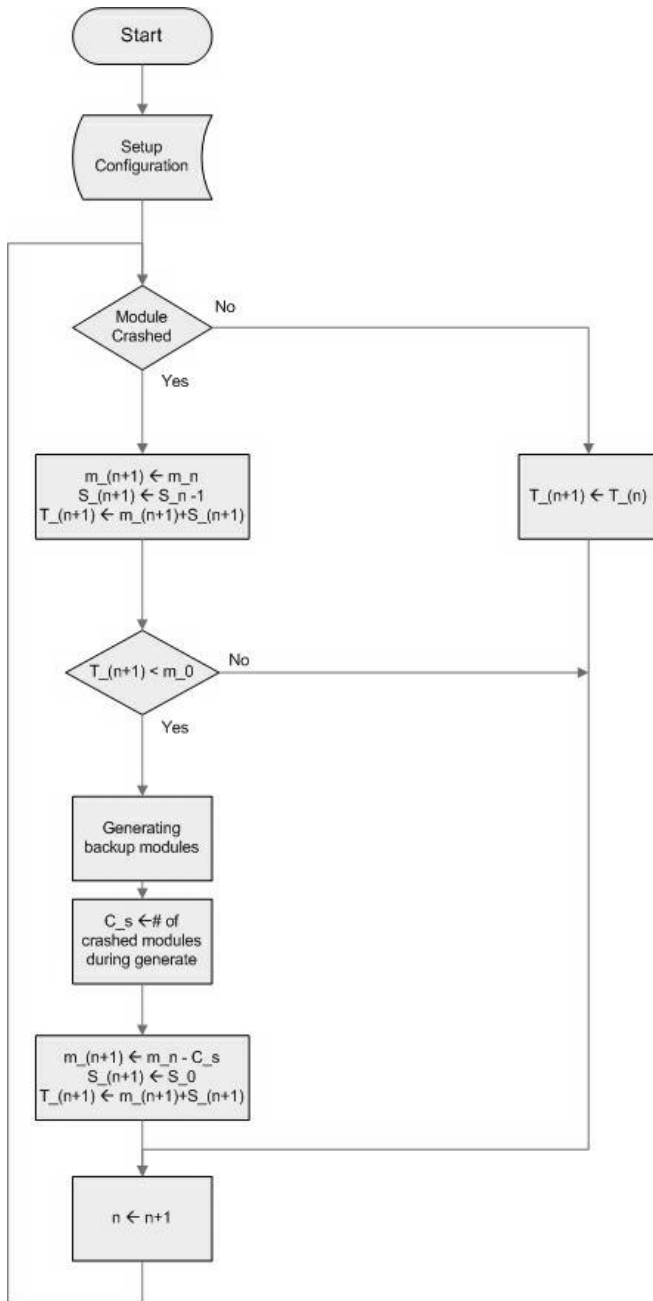 Start
Setup
Configuration
Module
Crashed
No
Yes
m_(n+1) ← m_n
S_(n+1) ← S_n -1
T_(n+1) ← m_(n+1)+S_(n+1)
T_(n+1) ← T_(n)
T_(n+1) < m_0
No
Yes
Generating
backup modules
C_s ←# of
crashed modules
during generate
m_(n+1) ← m_n - C_s
S_(n+1) ← S_0
T_(n+1) ← m_(n+1)+S_(n+1)
n ← n+1